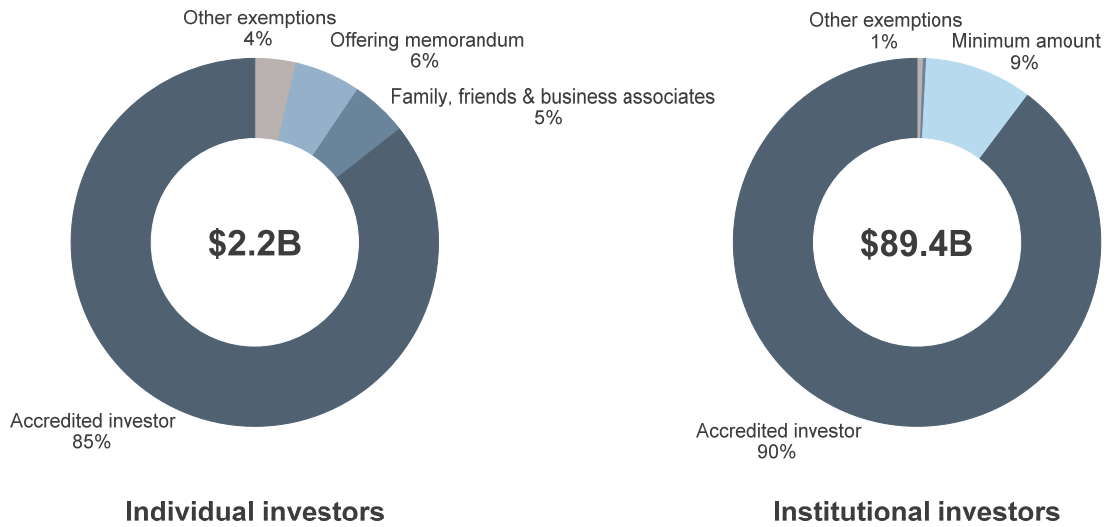 Other exemptions
4%
Offering memorandum
6%
Family, friends & business associates
5%
$2.2B
Accredited investor
85%
Individual investors
Other exemptions
1%
Minimum amount
9%
$89.4B
Accredited investor
90%
Institutional investors